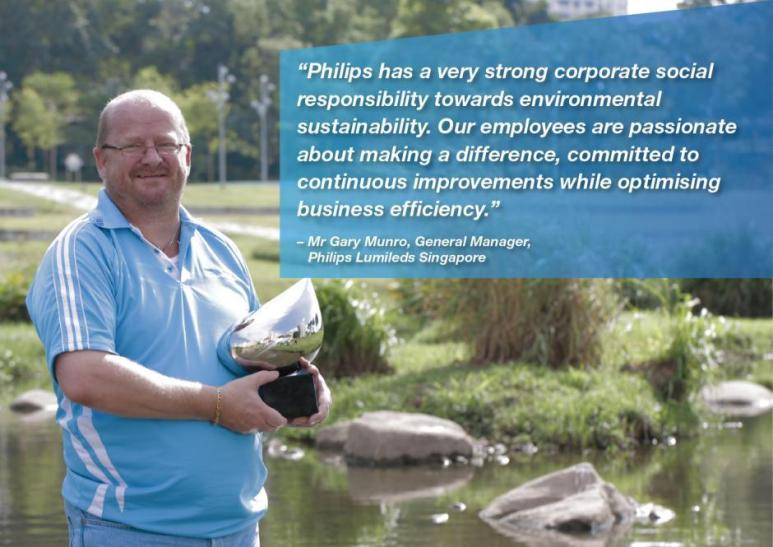 “Philips has a very strong corporate social
responsibility towards environmental
sustainability. Our employees are passionate
about making a difference, committed to
continuous improvements while optimising
business efficiency.”
– Mr Gary Munro, General Manager,
Philips Lumileds Singapore